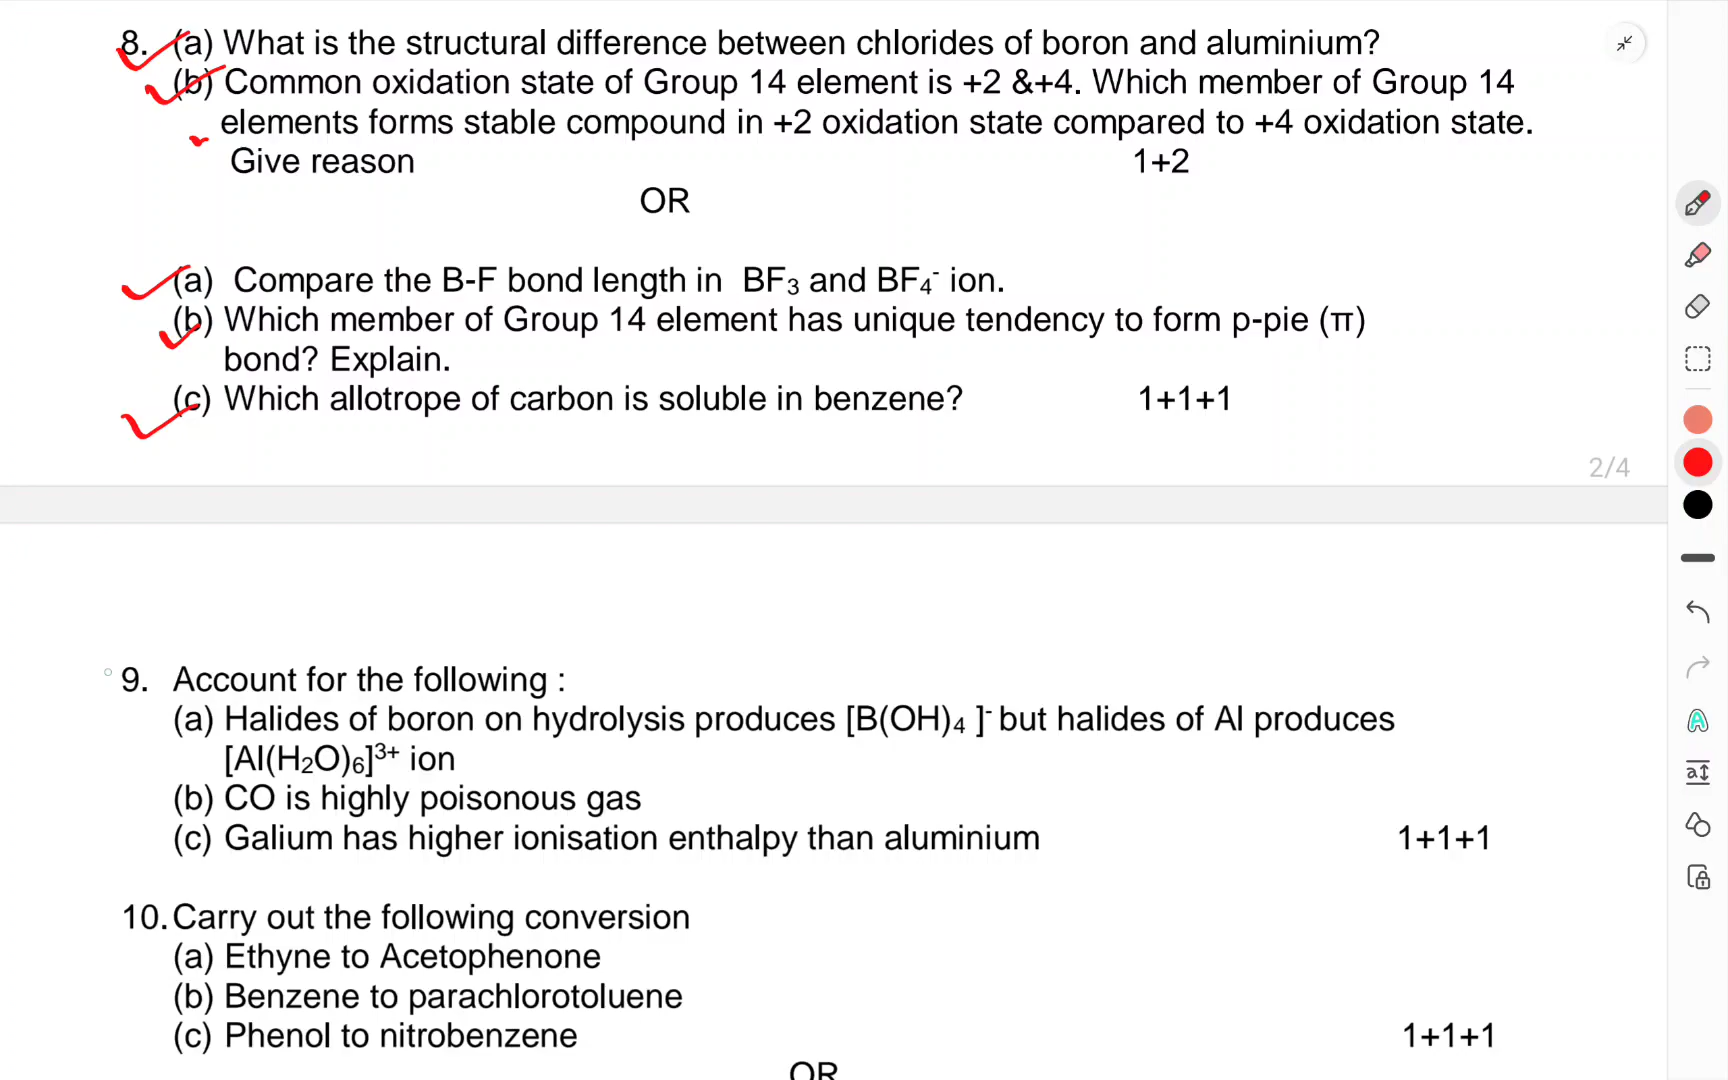 8. (a) What is the structural difference between chlorides of boron and aluminium?
(b) Common oxidation state of Group 14 element is +2 &+4. Which member of Group 14
elements forms stable compound in +2 oxidation state compared to +4 oxidation state.
Give reason 1+2
OR
(a) Compare the B-F bond length in BF3 and BF4- ion.
(b) Which member of Group 14 element has unique tendency to form p-pie (π)
bond? Explain.
(c) Which allotrope of carbon is soluble in benzene? 1+1+1
2/4
9. Account for the following :
(a) Halides of boron on hydrolysis produces [B(OH)4 ]- but halides of Al produces
[Al(H2O)6]3+ ion
(b) CO is highly poisonous gas
(c) Galium has higher ionisation enthalpy than aluminium 1+1+1
10. Carry out the following conversion
(a) Ethyne to Acetophenone
(b) Benzene to parachlorotoluene
(c) Phenol to nitrobenzene 1+1+1
OR